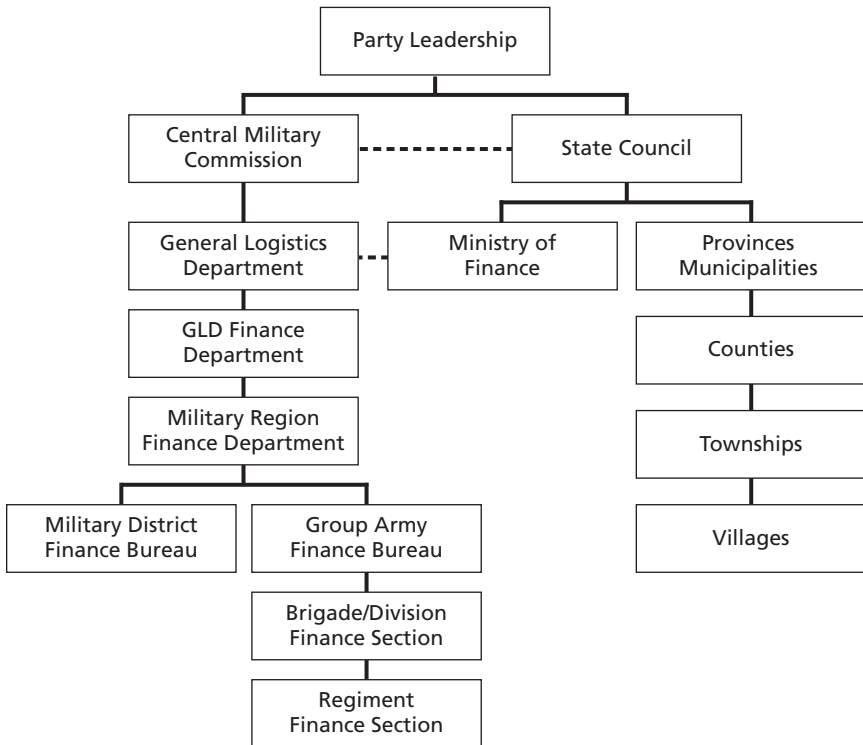 Party Leadership
Central Military
Commission
State Council
General Logistics
Department
Ministry of
Finance
Provinces
Municipalities
GLD Finance
Department
Counties
Military Region
Finance Department
Townships
Military District
Finance Bureau
Group Army
Finance Bureau
Villages
Brigade/Division
Finance Section
Regiment
Finance Section